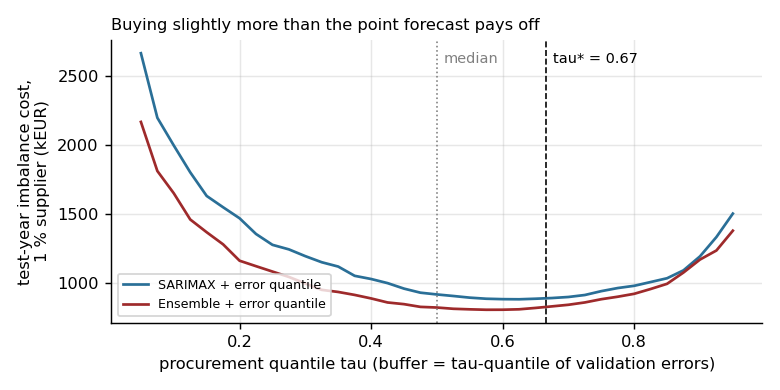 Buying slightly more than the point forecast pays off
test-year imbalance cost,
1 % supplier (kEUR)
2500
2000
1500
1000
median
tau* = 0.67
SARIMAX + error quantile
Ensemble + error quantile
0.2
0.4
0.6
0.8
procurement quantile tau (buffer = tau-quantile of validation errors)